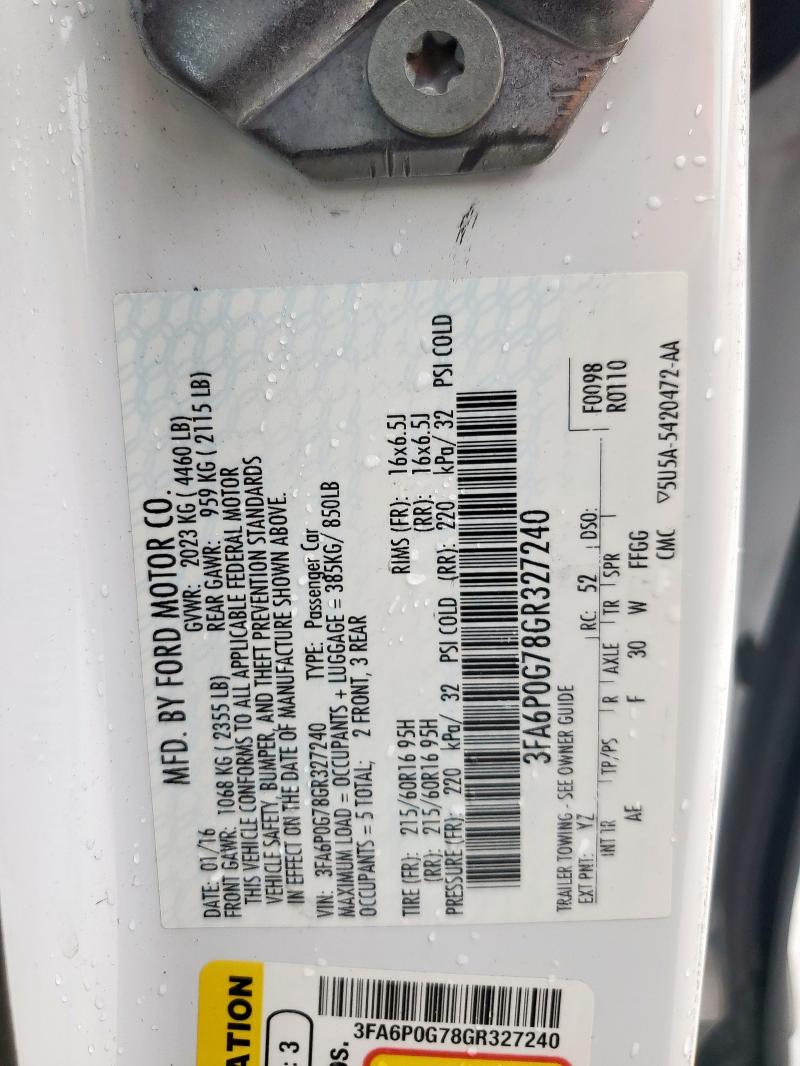 MFD. BY FORD MOTOR CO.
DATE: 01/16 GVWR: 2023 KG ( 4460 LB)
FRONT GAWR: 1068 KG ( 2355 LB) REAR GAWR: 959 KG ( 2115 LB)
THIS VEHICLE CONFORMS TO ALL APPLICABLE FEDERAL MOTOR
VEHICLE SAFETY, BUMPER, AND THEFT PREVENTION STANDARDS
IN EFFECT ON THE DATE OF MANUFACTURE SHOWN ABOVE.
VIN: 3FA6P0G78GR327240 TYPE: Passenger Car
MAXIMUM LOAD = OCCUPANTS + LUGGAGE = 385KG/ 850LB
OCCUPANTS = 5 TOTAL; 2 FRONT, 3 REAR
TIRE (FR): 215/60R16 95H RIMS (FR): 16x6.5J
(RR): 215/60R16 95H (RR): 16x6.5J
PRESSURE (FR): 220 kPa/ 32 PSI COLD (RR): 220 kPa/ 32 PSI COLD
3FA6P0G78GR327240
TRAILER TOWING - SEE OWNER GUIDE
EXT PNT: YZ RC: 52 DSO: F0098
R0110
INT TR TP/PS R AXLE TR SPR
AE F 30 W FFGG
CMC ▽5U5A-5420472-AA
ATION
: 3
os.
3FA6P0G78GR327240